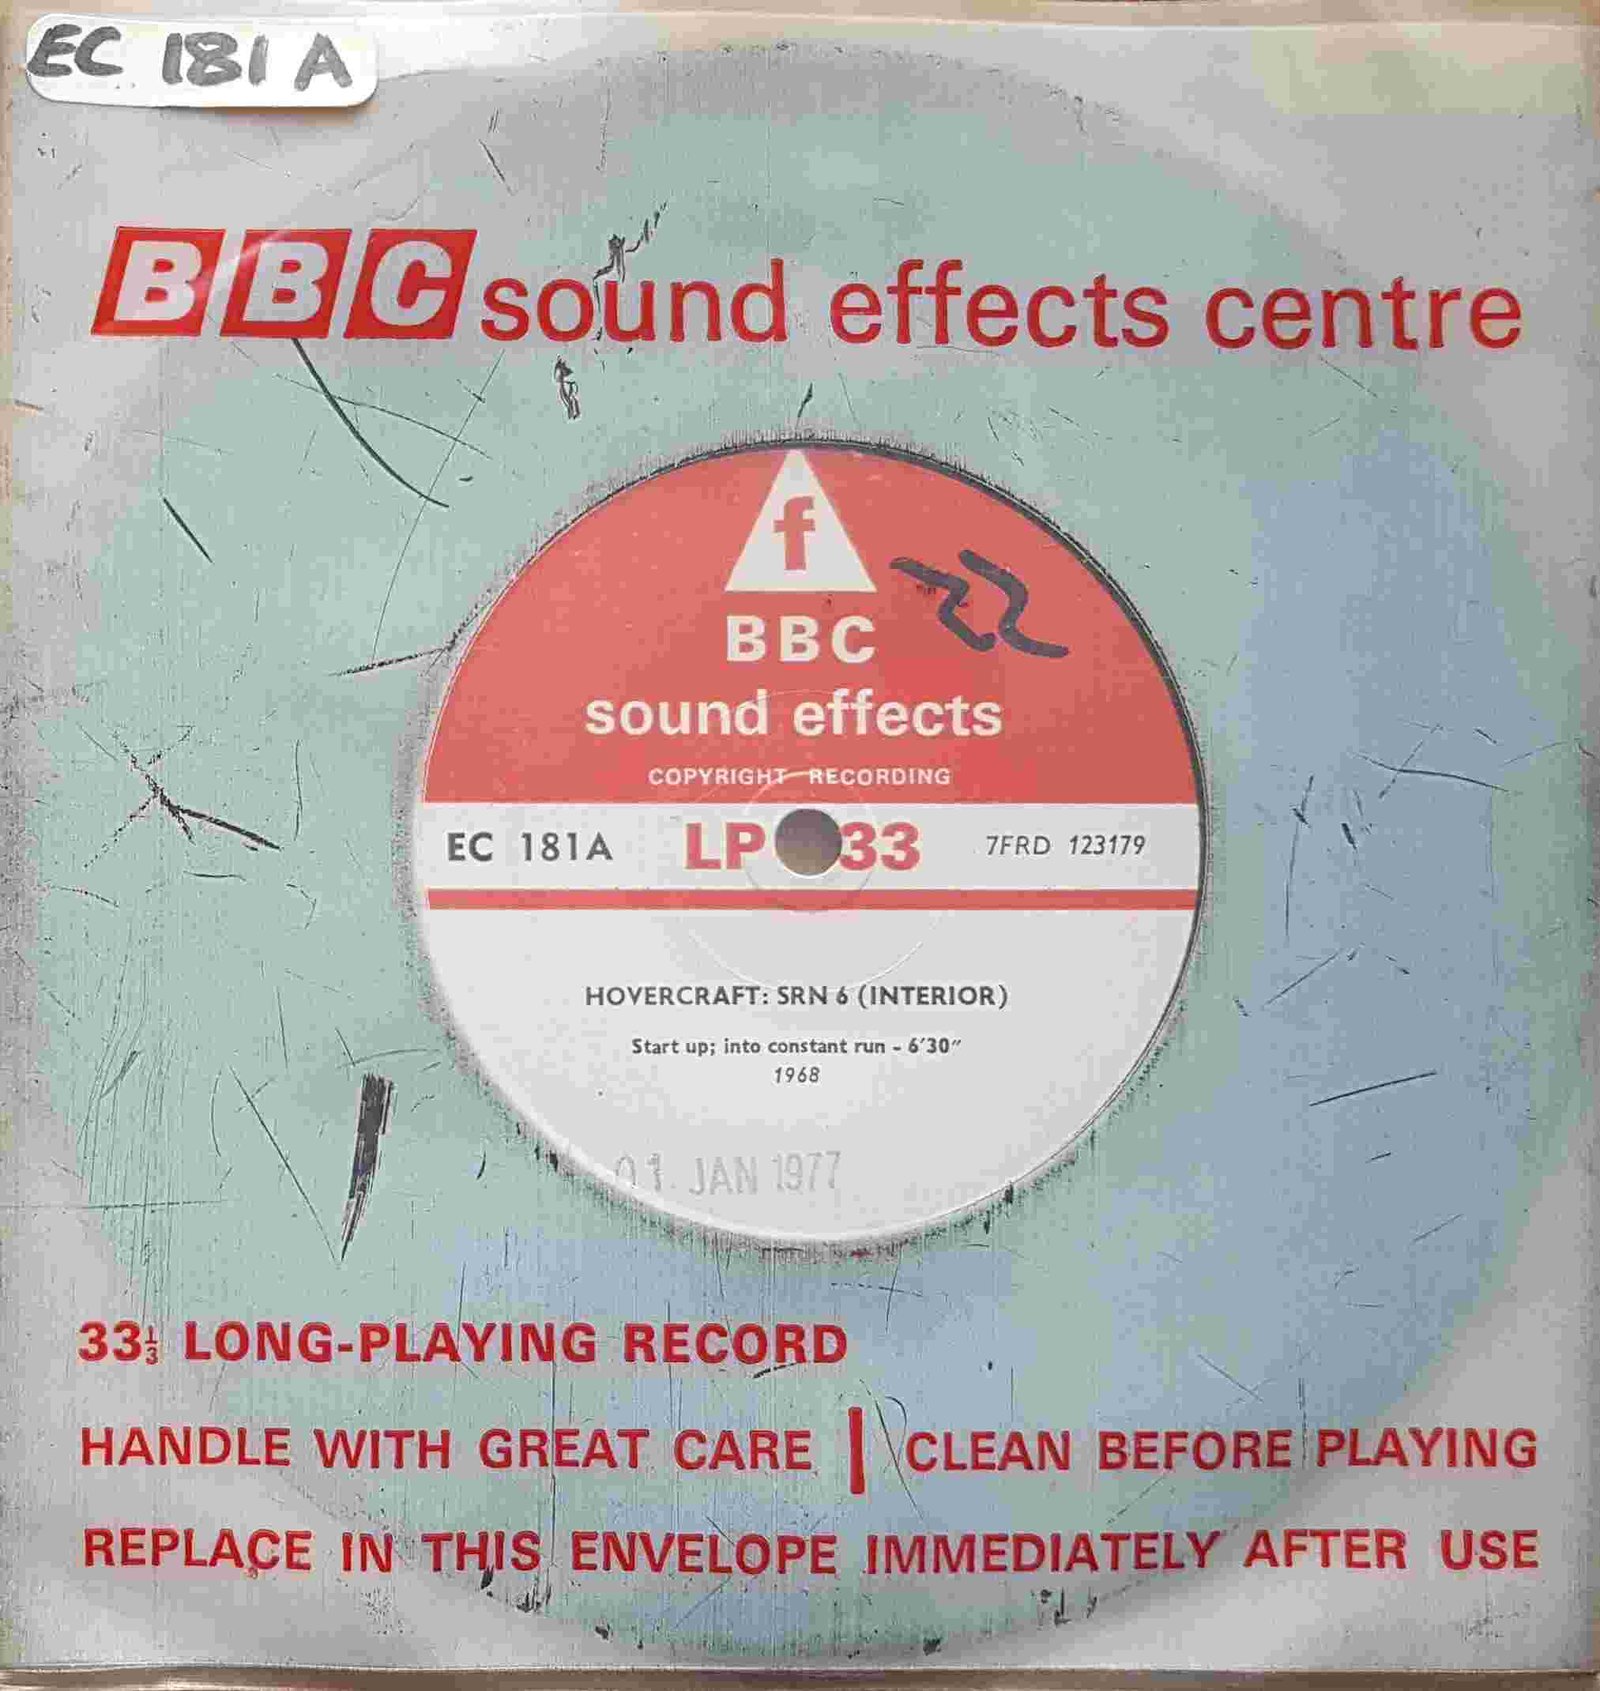 EC 181 A
BBC sound effects centre
f
BBC
sound effects
COPYRIGHT RECORDING
EC 181A LP 33 7FRD 123179
HOVERCRAFT: SRN 6 (INTERIOR)
Start up; into constant run - 6'30"
1968
01. JAN 1977
33⅓ LONG-PLAYING RECORD
HANDLE WITH GREAT CARE | CLEAN BEFORE PLAYING
REPLACE IN THIS ENVELOPE IMMEDIATELY AFTER USE